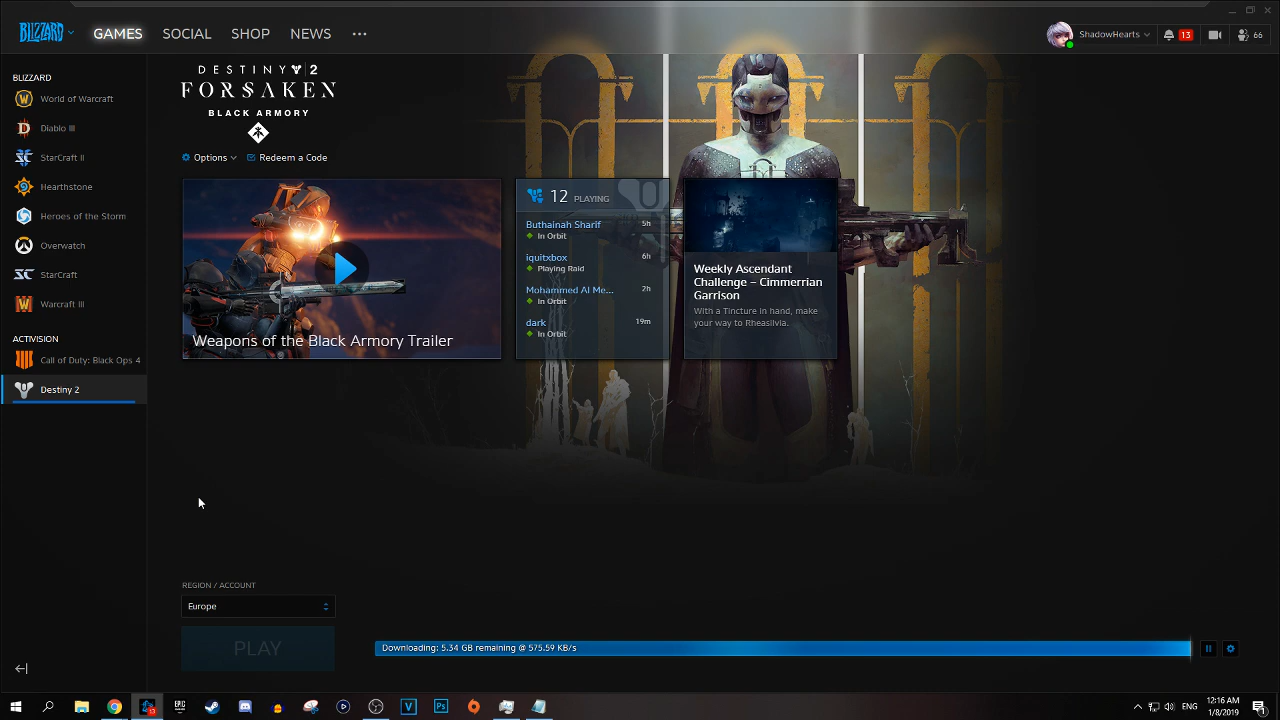 BLIZZARD
GAMES
SOCIAL
SHOP
NEWS
ShadowHearts
13
66
BLIZZARD
World of Warcraft
Diablo III
StarCraft II
Hearthstone
Heroes of the Storm
Overwatch
StarCraft
Warcraft III
ACTIVISION
Call of Duty: Black Ops 4
Destiny 2
DESTINY 2
FORSAKEN
BLACK ARMORY
Options
Redeem a Code
Weapons of the Black Armory Trailer
12 PLAYING
Buthainah Sharif 5h
In Orbit
iquitxbox 6h
Playing Raid
Mohammed Al Me... 2h
In Orbit
dark 19m
In Orbit
Weekly Ascendant
Challenge – Cimmerrian
Garrison
With a Tincture in hand, make
your way to Rheasilvia.
REGION / ACCOUNT
Europe
PLAY
Downloading: 5.34 GB remaining @ 575.59 KB/s
EPIC
V
Ps
ENG
12:16 AM
1/8/2019